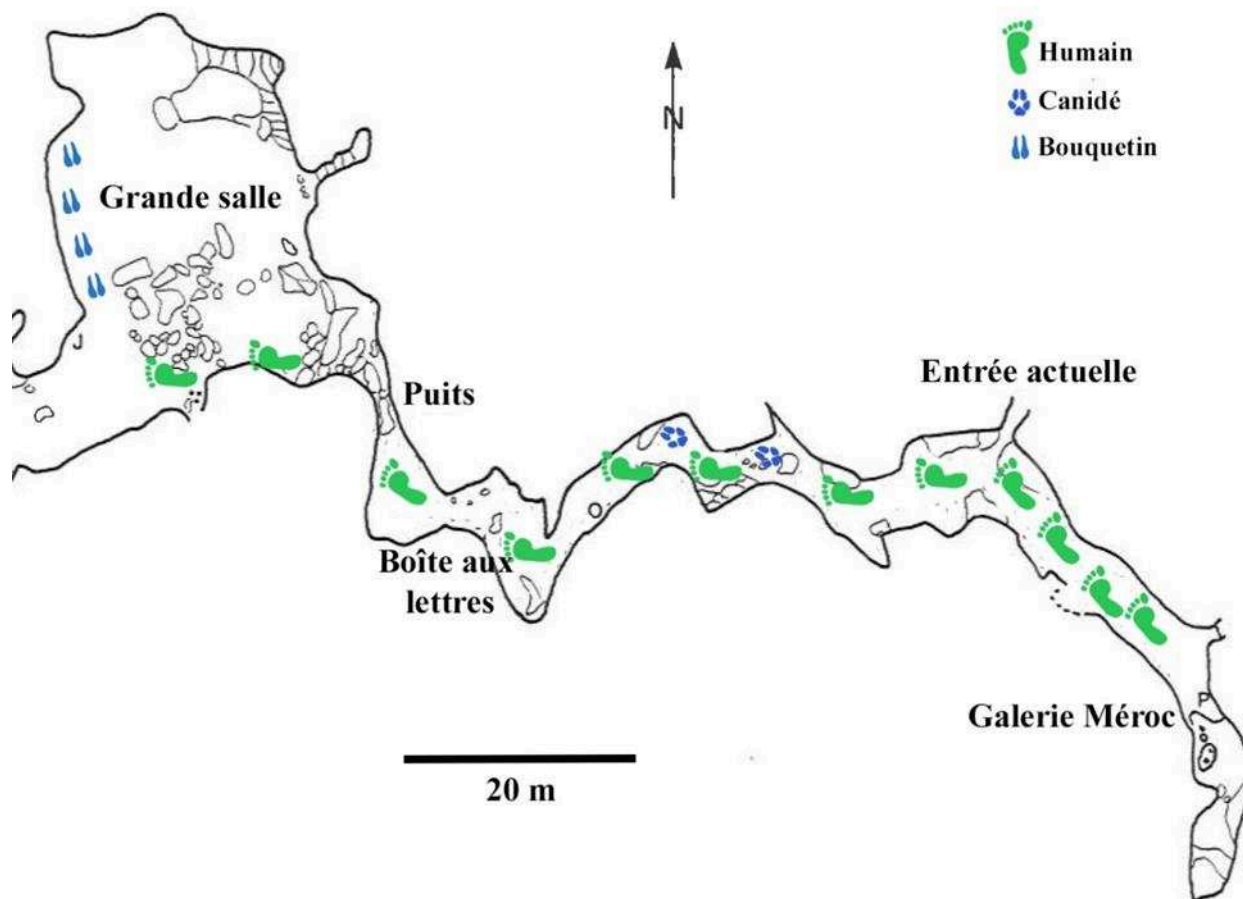 Humain
Canidé
Bouquetin
N
Grande salle
J
Puits
Entrée actuelle
O
Boîte aux
lettres
P
Galerie Méroc
20 m